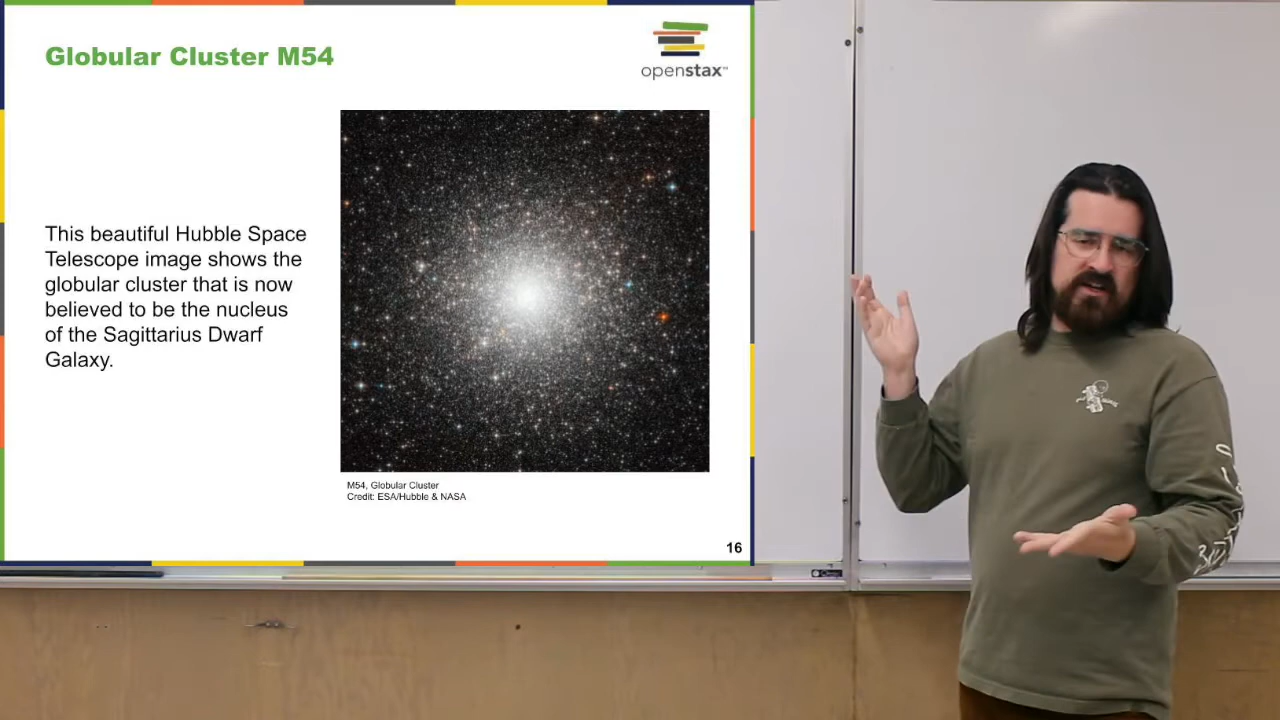 Globular Cluster M54
openstax™
This beautiful Hubble Space
Telescope image shows the
globular cluster that is now
believed to be the nucleus
of the Sagittarius Dwarf
Galaxy.
M54, Globular Cluster
Credit: ESA/Hubble & NASA
16